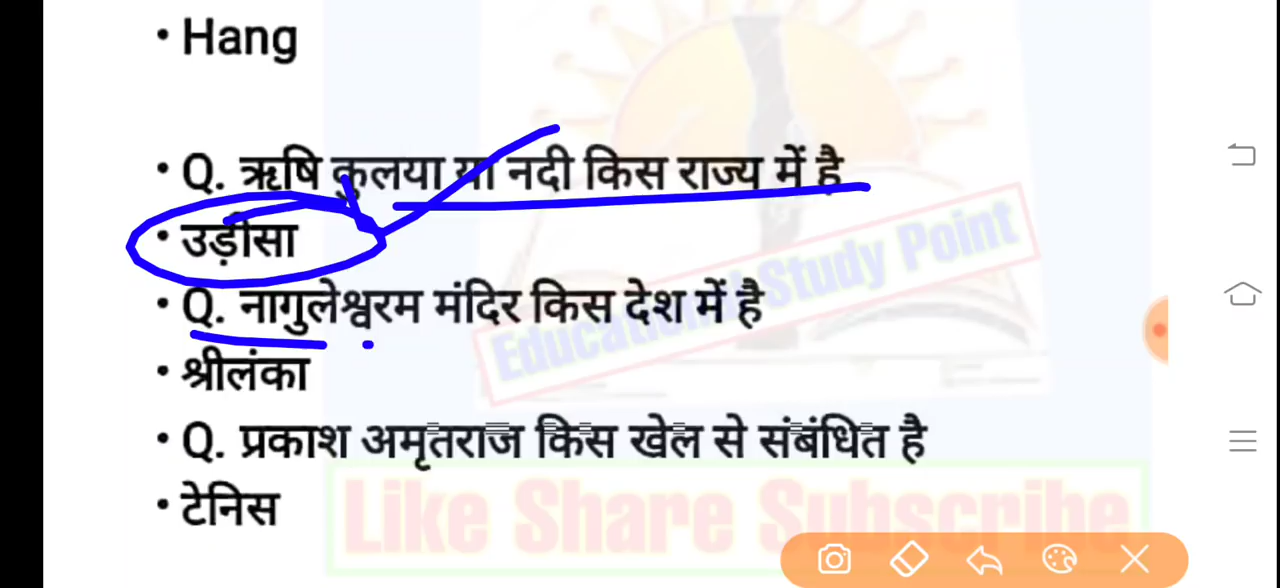 • Hang
• Q. ऋषि कुलया या नदी किस राज्य में है
• उड़ीसा
• Q. नागुलेश्वरम मंदिर किस देश में है
• श्रीलंका
• Q. प्रकाश अमृतराज किस खेल से संबंधित है
• टेनिस
Educational Study Point
Like Share Subscribe